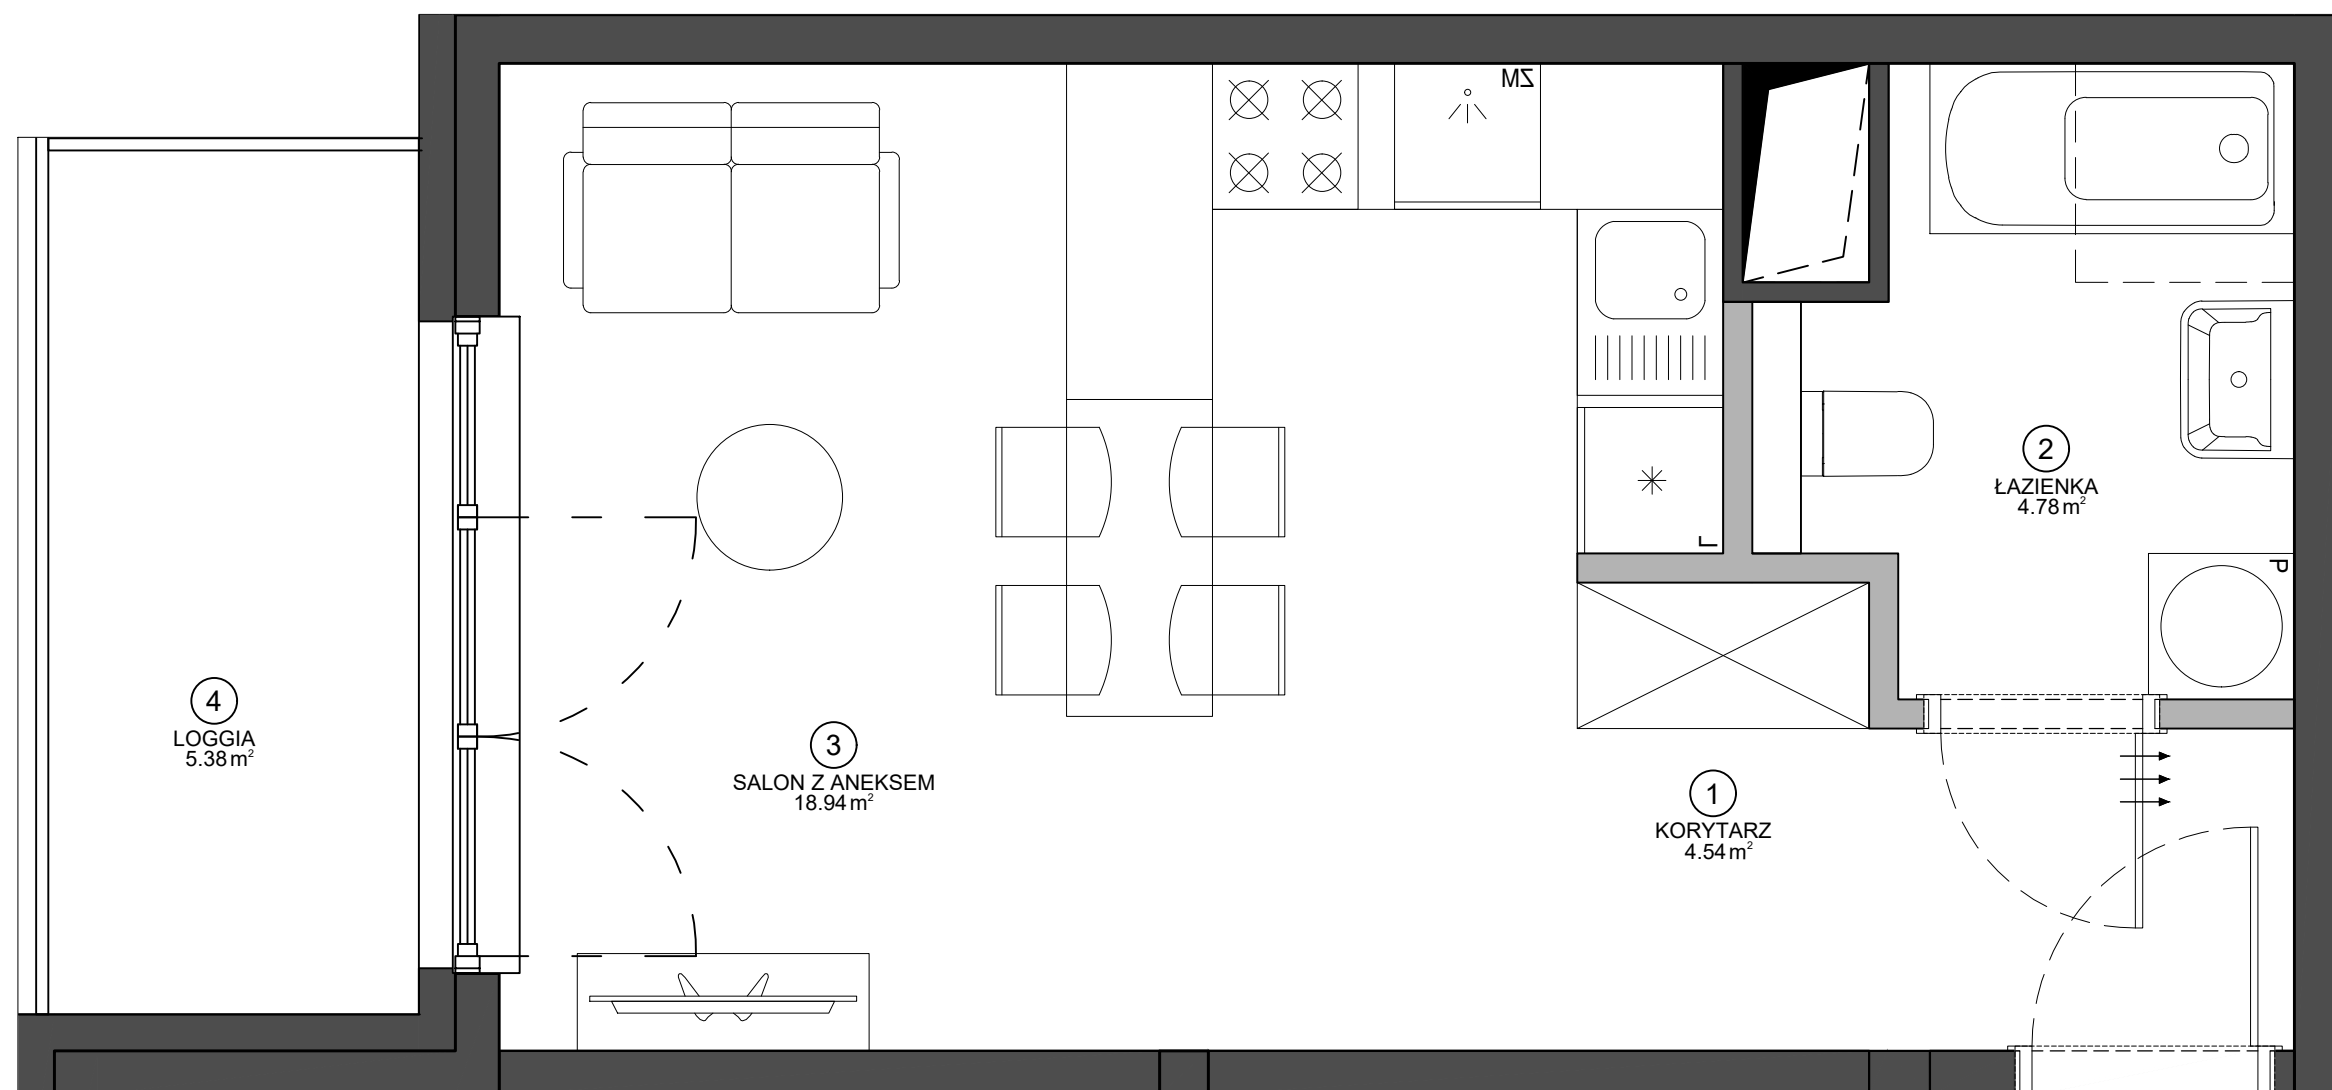 MZ
2
ŁAZIENKA
4.78 m²
L
P
4
LOGGIA
5.38 m²
3
SALON Z ANEKSEM
18.94 m²
1
KORYTARZ
4.54 m²